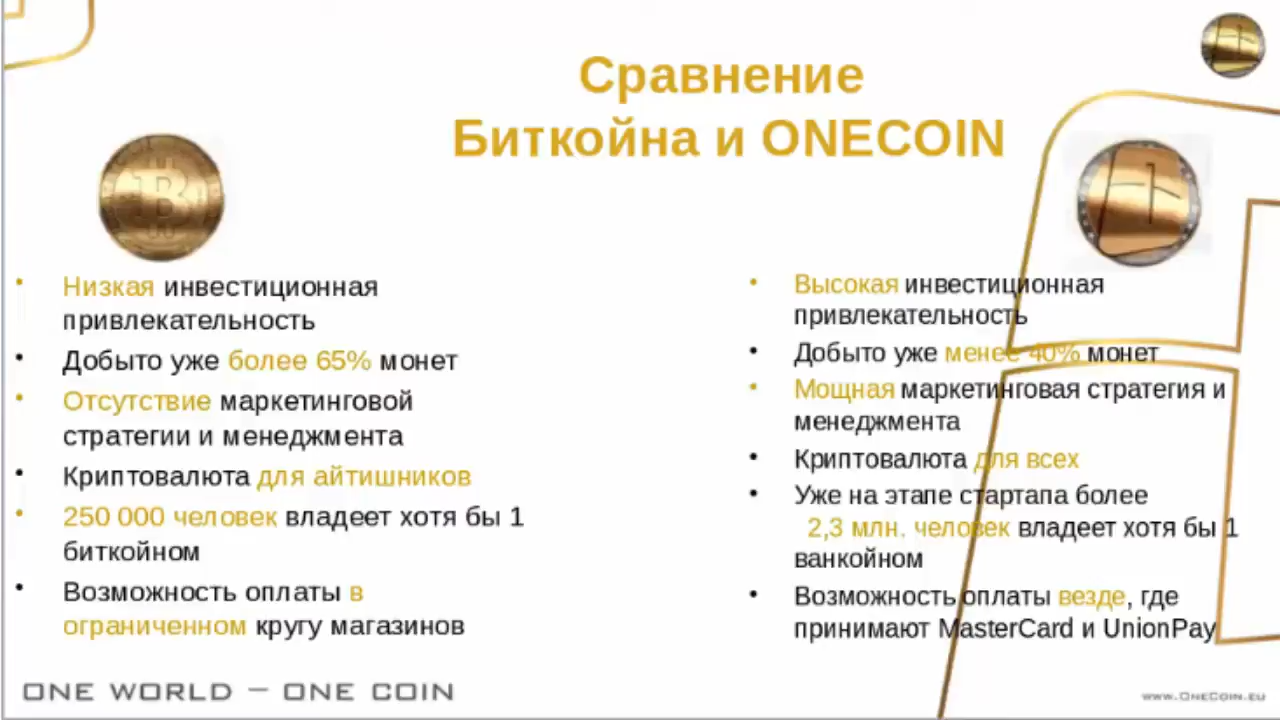 Сравнение
Биткойна и ONECOIN
• Низкая инвестиционная
привлекательность
• Добыто уже более 65% монет
• Отсутствие маркетинговой
стратегии и менеджмента
• Криптовалюта для айтишников
• 250 000 человек владеет хотя бы 1
биткойном
• Возможность оплаты в
ограниченном кругу магазинов
• Высокая инвестиционная
привлекательность
• Добыто уже менее 40% монет
• Мощная маркетинговая стратегия и
менеджмента
• Криптовалюта для всех
• Уже на этапе стартапа более
2,3 млн. человек владеет хотя бы 1
ванкойном
• Возможность оплаты везде, где
принимают MasterCard и UnionPay
ONE WORLD – ONE COIN
www.OneCoin.eu